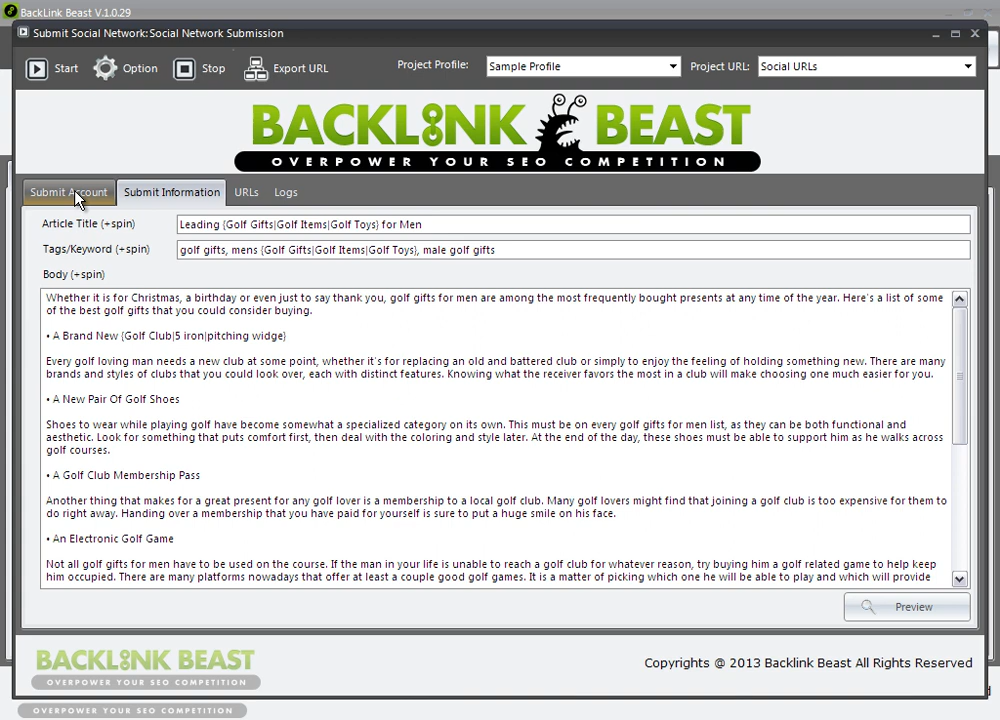 BackLink Beast V.1.0.29
Submit Social Network:Social Network Submission
Start Option Stop Export URL Project Profile: Sample Profile Project URL: Social URLs
BACKLINK BEAST
OVERPOWER YOUR SEO COMPETITION
Submit Account Submit Information URLs Logs
Article Title (+spin) Leading {Golf Gifts|Golf Items|Golf Toys} for Men
Tags/Keyword (+spin) golf gifts, mens {Golf Gifts|Golf Items|Golf Toys}, male golf gifts
Body (+spin)
Whether it is for Christmas, a birthday or even just to say thank you, golf gifts for men are among the most frequently bought presents at any time of the year. Here's a list of some
of the best golf gifts that you could consider buying.
• A Brand New {Golf Club|5 iron|pitching widge}
Every golf loving man needs a new club at some point, whether it's for replacing an old and battered club or simply to enjoy the feeling of holding something new. There are many
brands and styles of clubs that you could look over, each with distinct features. Knowing what the receiver favors the most in a club will make choosing one much easier for you.
• A New Pair Of Golf Shoes
Shoes to wear while playing golf have become somewhat a specialized category on its own. This must be on every golf gifts for men list, as they can be both functional and
aesthetic. Look for something that puts comfort first, then deal with the coloring and style later. At the end of the day, these shoes must be able to support him as he walks across
golf courses.
• A Golf Club Membership Pass
Another thing that makes for a great present for any golf lover is a membership to a local golf club. Many golf lovers might find that joining a golf club is too expensive for them to
do right away. Handing over a membership that you have paid for yourself is sure to put a huge smile on his face.
• An Electronic Golf Game
Not all golf gifts for men have to be used on the course. If the man in your life is unable to reach a golf club for whatever reason, try buying him a golf related game to help keep
him occupied. There are many platforms nowadays that offer at least a couple good golf games. It is a matter of picking which one he will be able to play and which will provide
Preview
BACKLINK BEAST
OVERPOWER YOUR SEO COMPETITION
Copyrights @ 2013 Backlink Beast All Rights Reserved
OVERPOWER YOUR SEO COMPETITION